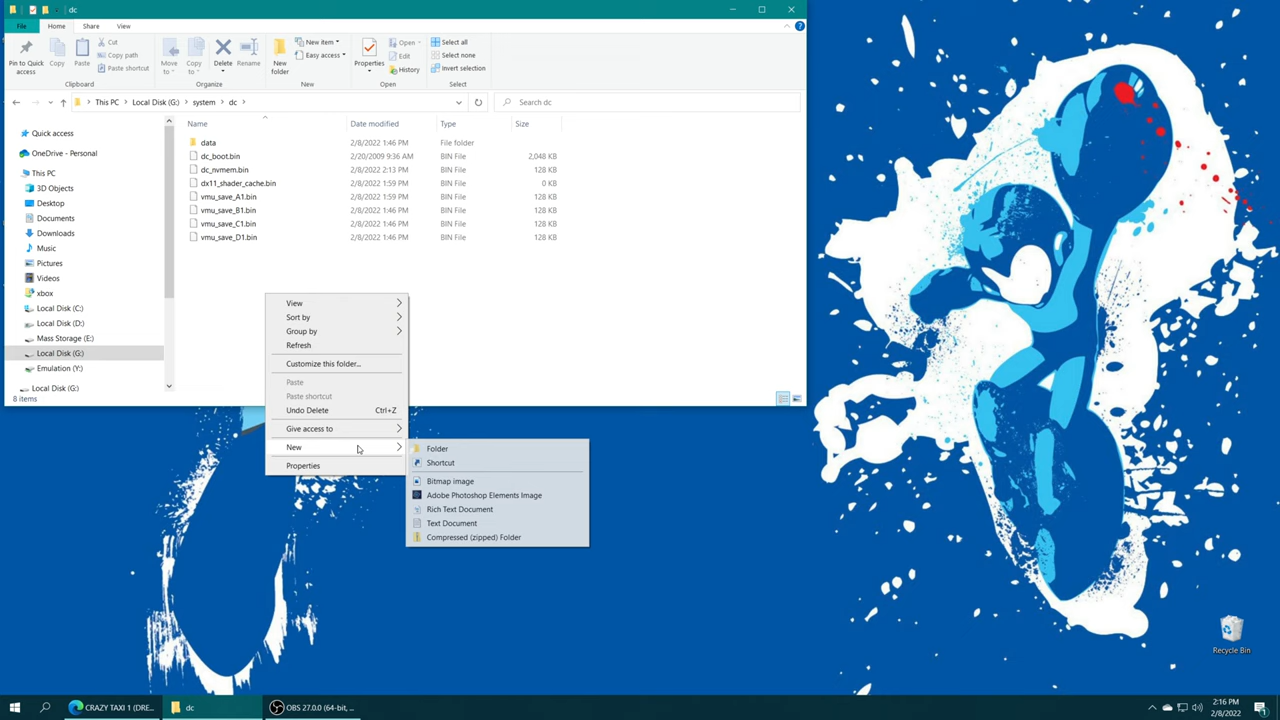 dc
File
Home
Share
View
Pin to Quick access
Copy
Paste
Cut
Copy path
Paste shortcut
Clipboard
Move to
Copy to
Delete
Rename
Organize
New folder
New item
Easy access
New
Properties
Open
Edit
History
Open
Select all
Select none
Invert selection
Select
This PC
Local Disk (G:)
system
dc
Search dc
Name
Date modified
Type
Size
data 2/8/2022 1:46 PM File folder
dc_boot.bin 2/20/2009 9:36 AM BIN File 2,048 KB
dc_nvmem.bin 2/8/2022 2:13 PM BIN File 128 KB
dx11_shader_cache.bin 2/8/2022 1:59 PM BIN File 0 KB
vmu_save_A1.bin 2/8/2022 1:59 PM BIN File 128 KB
vmu_save_B1.bin 2/8/2022 1:46 PM BIN File 128 KB
vmu_save_C1.bin 2/8/2022 1:46 PM BIN File 128 KB
vmu_save_D1.bin 2/8/2022 1:46 PM BIN File 128 KB
Quick access
OneDrive - Personal
This PC
3D Objects
Desktop
Documents
Downloads
Music
Pictures
Videos
xbox
Local Disk (C:)
Local Disk (D:)
Mass Storage (E:)
Local Disk (G:)
Emulation (Y:)
Local Disk (G:)
8 items
View
Sort by
Group by
Refresh
Customize this folder...
Paste
Paste shortcut
Undo Delete Ctrl+Z
Give access to
New
Properties
Folder
Shortcut
Bitmap image
Adobe Photoshop Elements Image
Rich Text Document
Text Document
Compressed (zipped) Folder
Recycle Bin
CRAZY TAXI 1 (DRE...
dc
OBS 27.0.0 (64-bit, ...
2:16 PM
2/8/2022
1